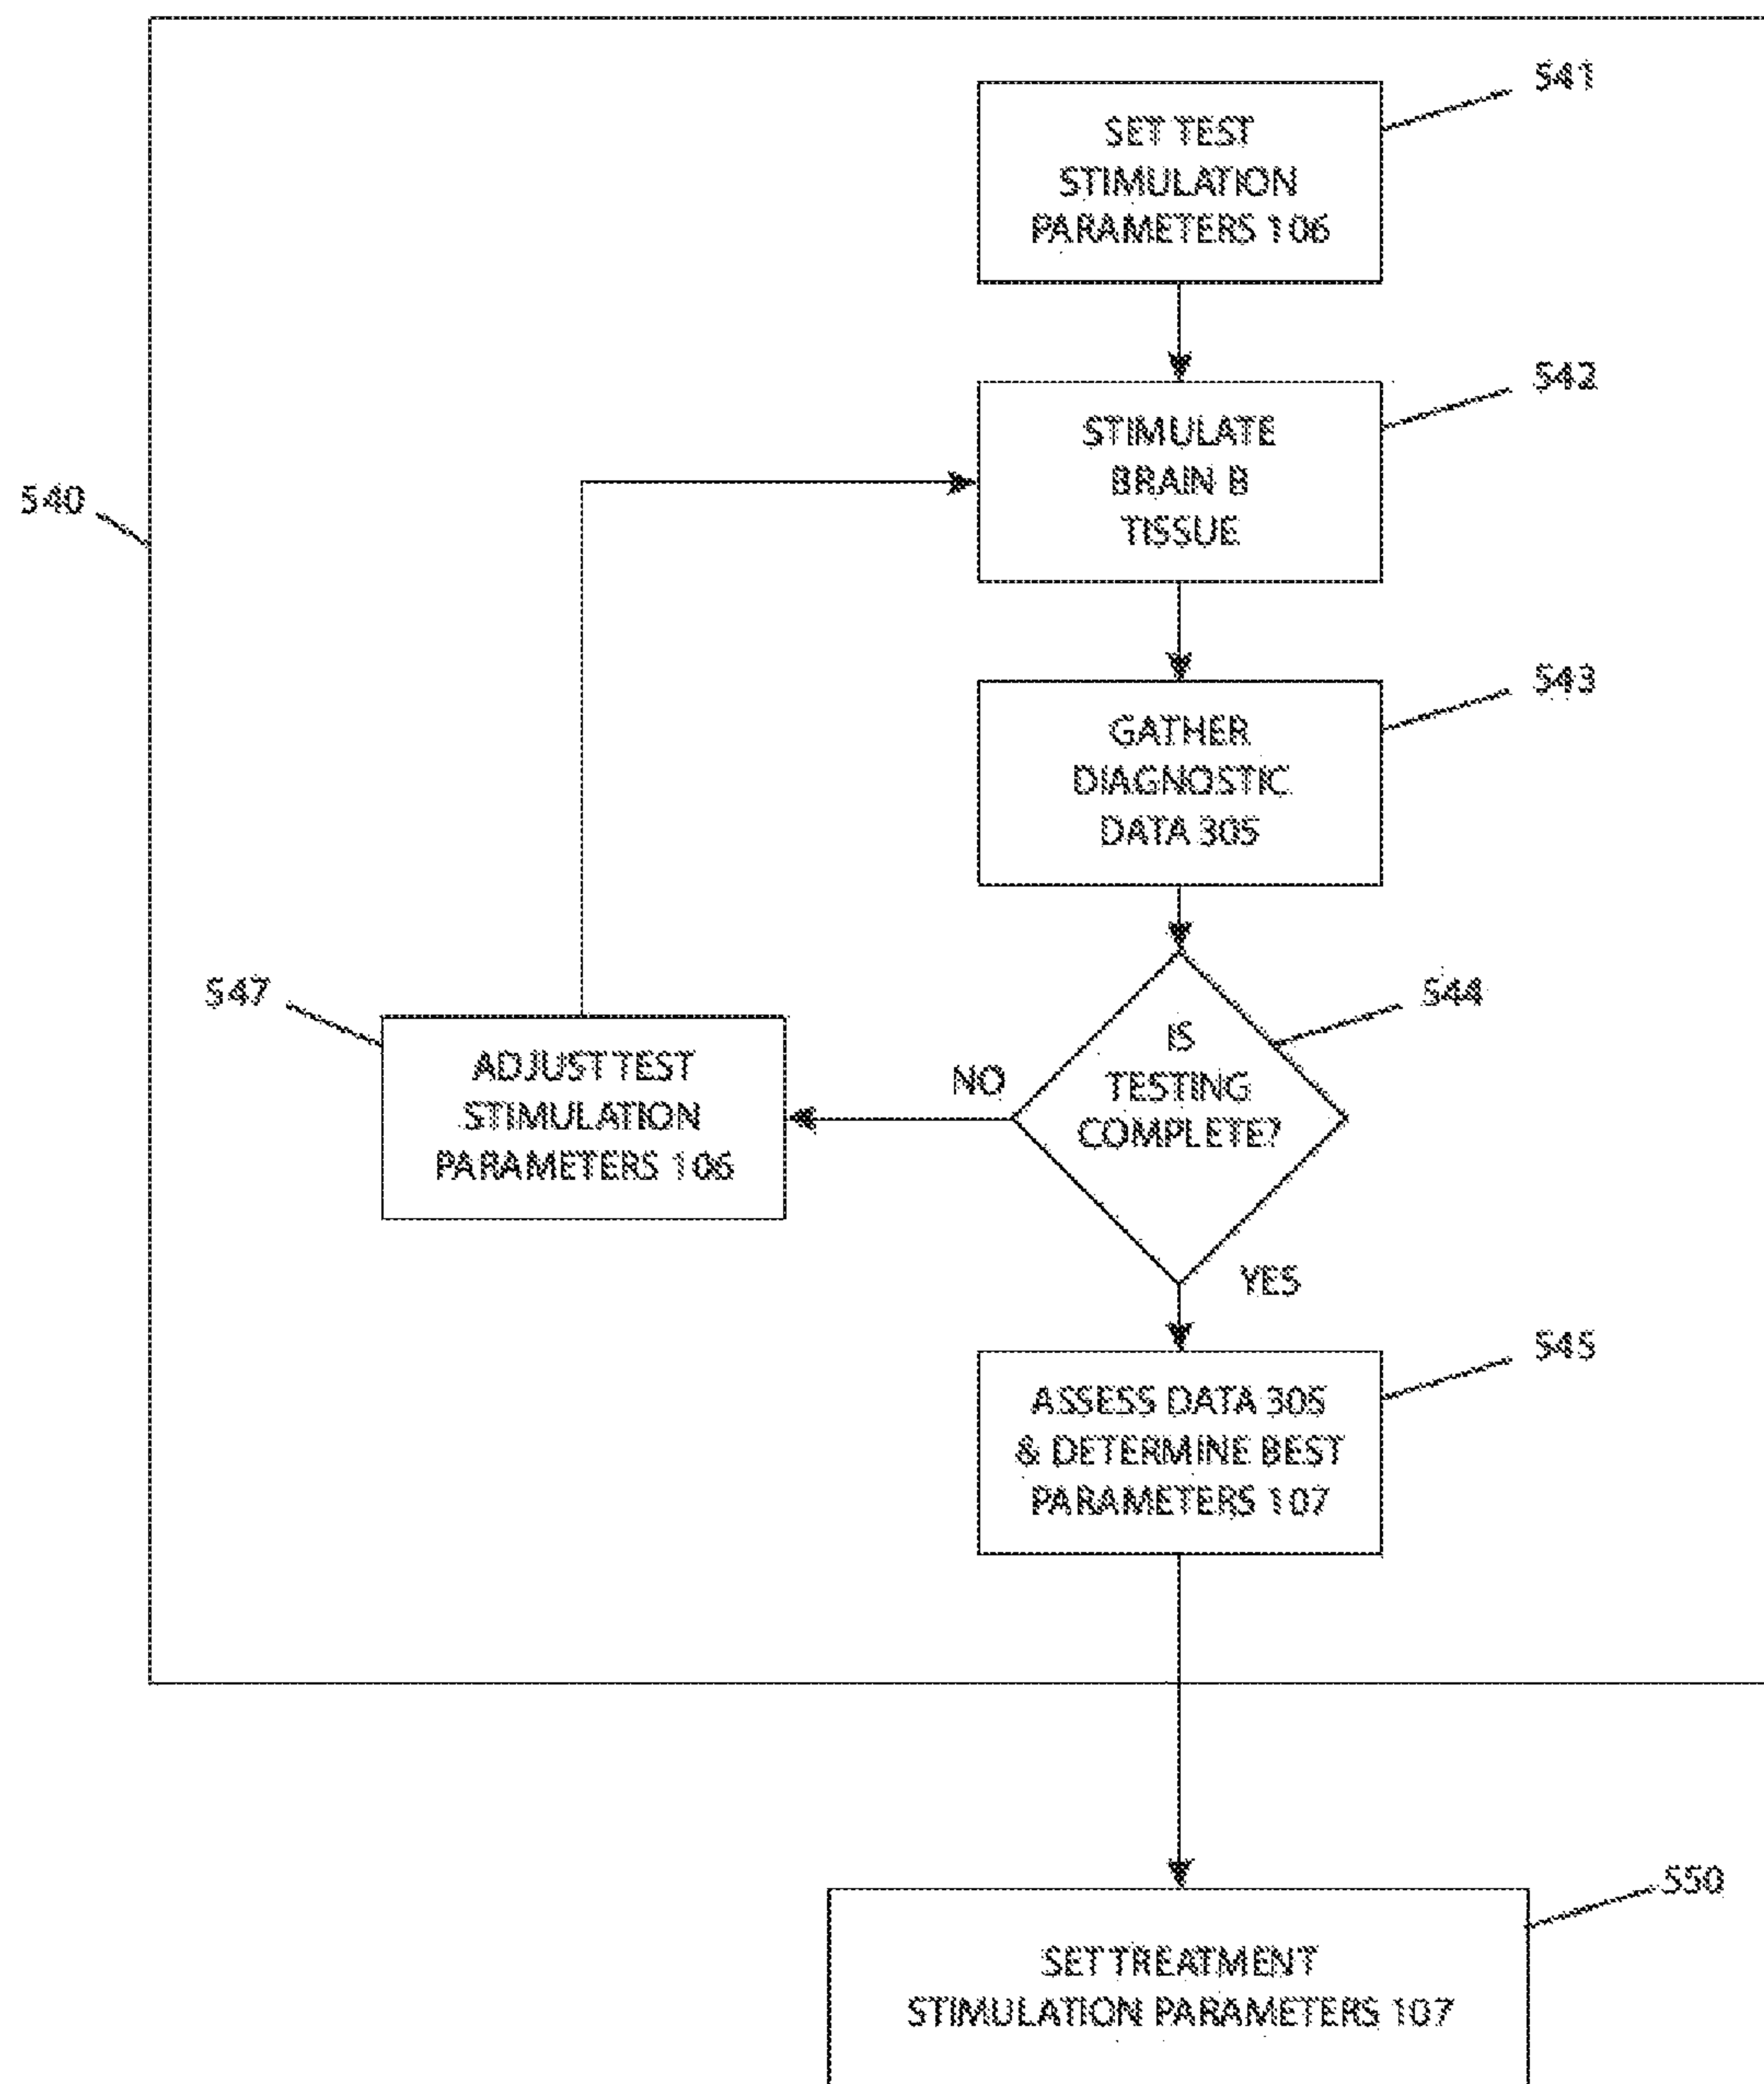 541
SET TEST
STIMULATION
PARAMETERS 106
542
STIMULATE
BRAIN B
TISSUE
540
543
GATHER
DIAGNOSTIC
DATA 305
547
544
IS
TESTING
COMPLETE?
NO
ADJUST TEST
STIMULATION
PARAMETERS 106
YES
545
ASSESS DATA 305
& DETERMINE BEST
PARAMETERS 107
550
SET TREATMENT
STIMULATION PARAMETERS 107